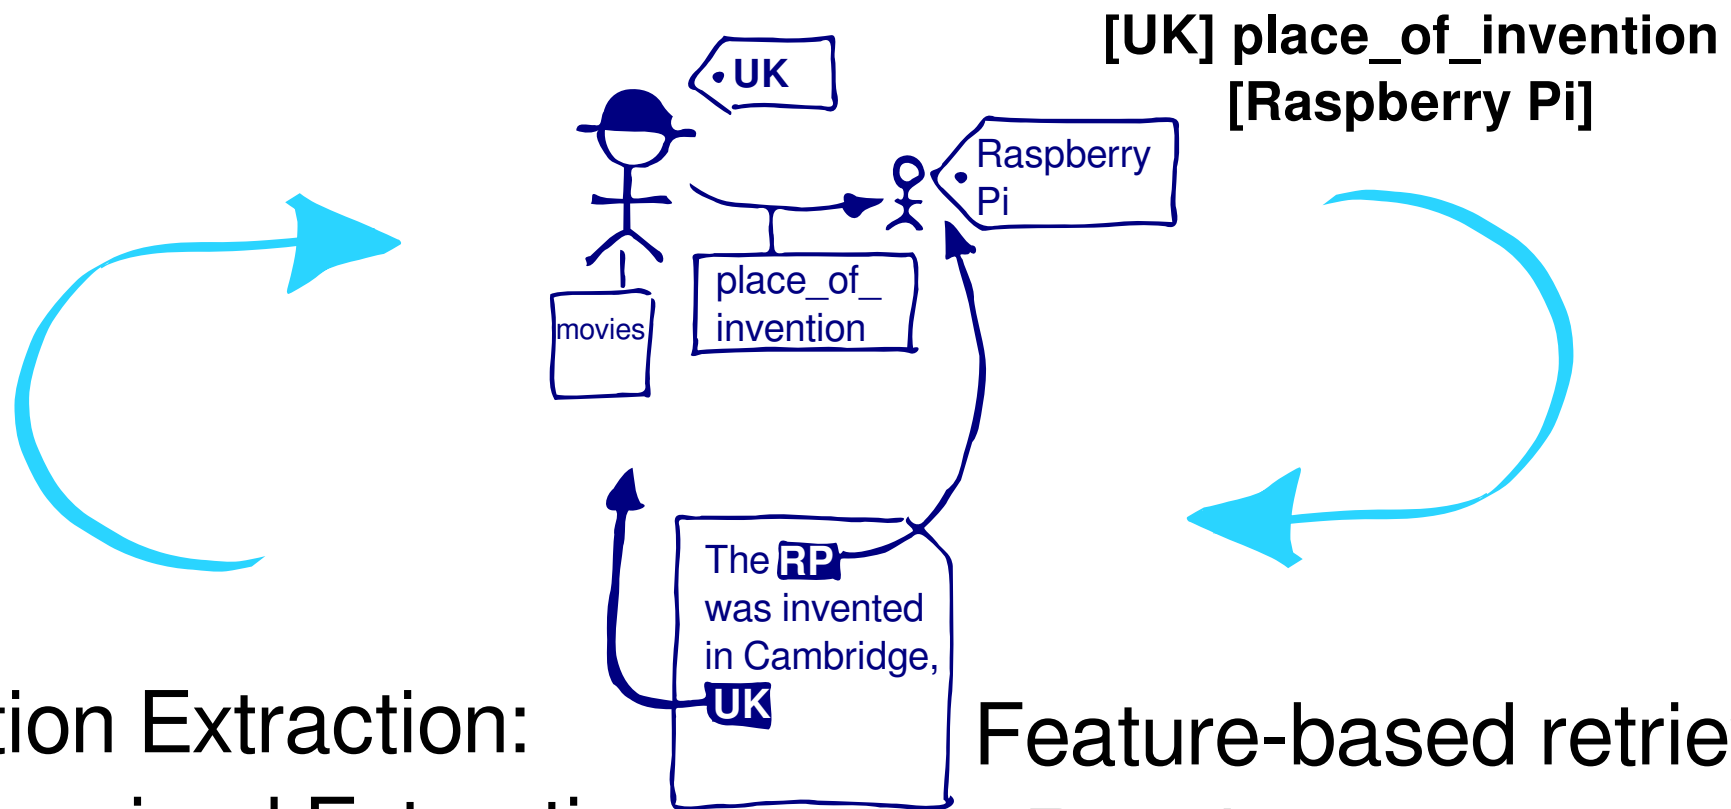 [UK] place_of_invention
[Raspberry Pi]
UK
Raspberry
Pi
place_of_
invention
movies
The RP
was invented
in Cambridge,
UK
tion Extraction:
Feature-based retrie